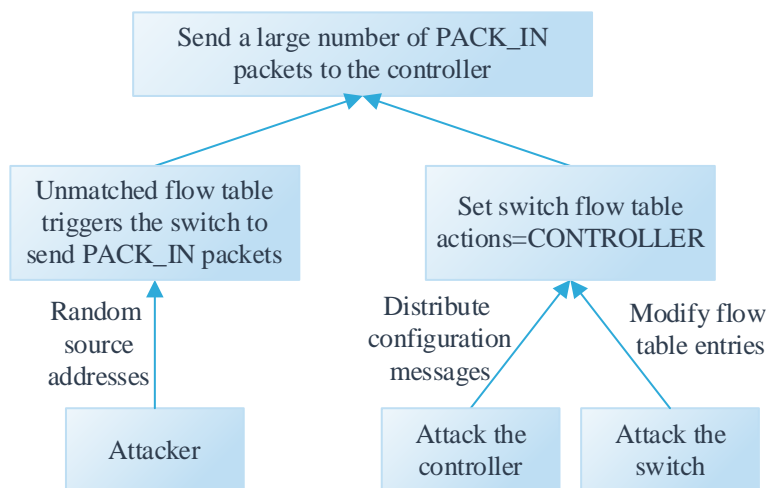 Send a large number of PACK_IN
packets to the controller
Unmatched flow table
triggers the switch to
send PACK_IN packets
Set switch flow table
actions=CONTROLLER
Random
source
addresses
Distribute
configuration
messages
Modify flow
table entries
Attacker
Attack the
controller
Attack the
switch